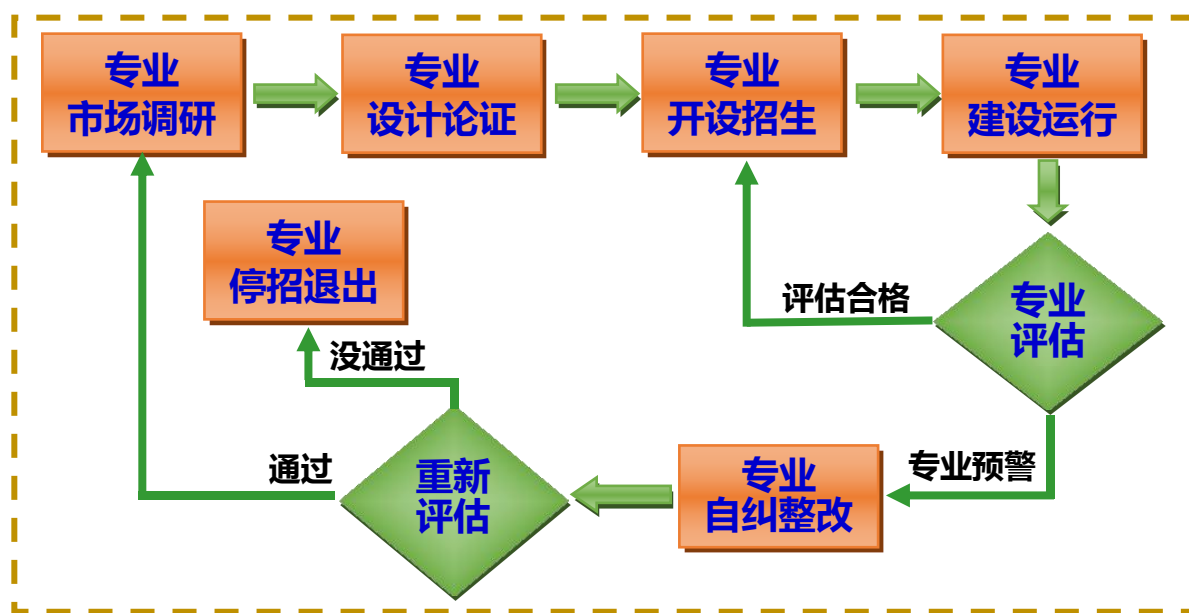 专业
市场调研
专业
设计论证
专业
开设招生
专业
建设运行
专业
停招退出
评估合格
专业
评估
没通过
通过
重新
评估
专业
自纠整改
专业预警